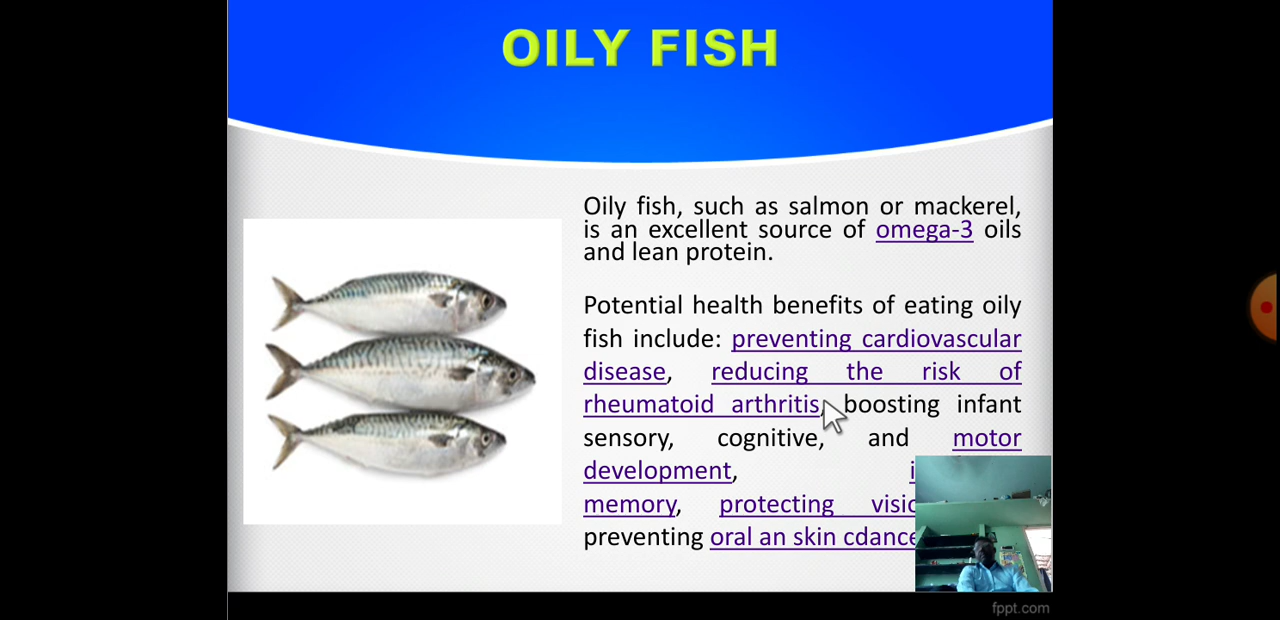 OILY FISH
Oily fish, such as salmon or mackerel,
is an excellent source of omega-3 oils
and lean protein.
Potential health benefits of eating oily
fish include: preventing cardiovascular
disease, reducing the risk of
rheumatoid arthritis, boosting infant
sensory, cognitive, and motor
development,
memory, protecting
preventing oral an skin
fppt.com